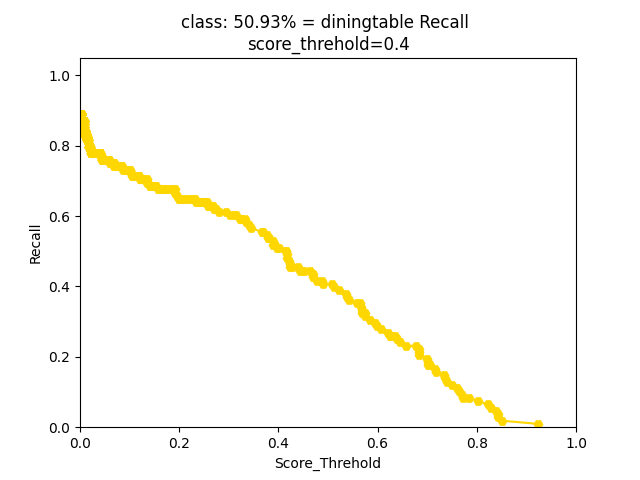 class: 50.93% = diningtable Recall
score_threhold=0.4
1.0
0.8
0.6
0.4
0.2
0.0
Recall
0.0 0.2 0.4 0.6 0.8 1.0
Score_Threhold